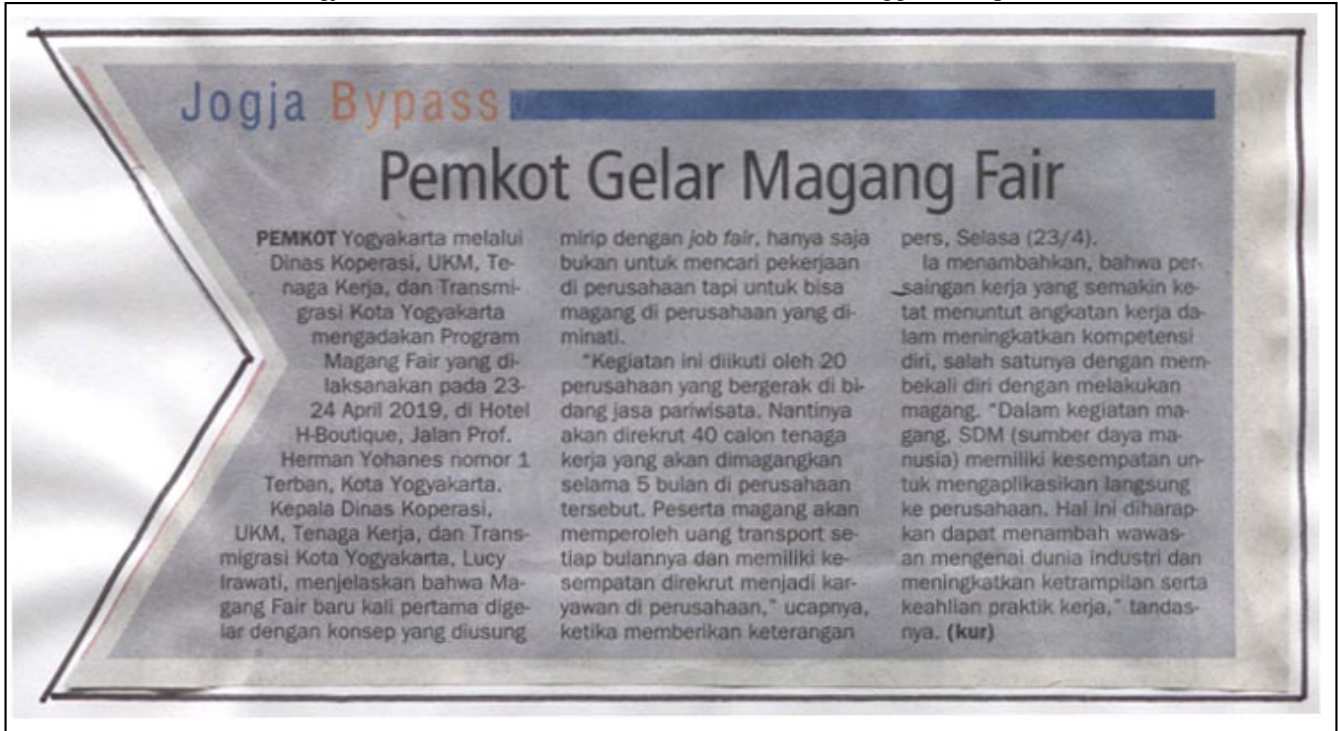 Jogja Bypass
Pemkot Gelar Magang Fair
PEMKOT Yogyakarta melalui
Dinas Koperasi, UKM, Te-
naga Kerja, dan Transmi-
grasi Kota Yogyakarta
mengadakan Program
Magang Fair yang di-
laksanakan pada 23-
24 April 2019, di Hotel
H-Boutique, Jalan Prof.
Herman Yohanes nomor 1
Terban, Kota Yogyakarta.
Kepala Dinas Koperasi,
UKM, Tenaga Kerja, dan Trans-
migrasi Kota Yogyakarta, Lucy
Irawati, menjelaskan bahwa Ma-
gang Fair baru kali pertama dige-
lar dengan konsep yang diusung
mirip dengan job fair, hanya saja
bukan untuk mencari pekerjaan
di perusahaan tapi untuk bisa
magang di perusahaan yang di-
minati.
"Kegiatan ini diikuti oleh 20
perusahaan yang bergerak di bi-
dang jasa pariwisata. Nantinya
akan direkrut 40 calon tenaga
kerja yang akan dimagangkan
selama 5 bulan di perusahaan
tersebut. Peserta magang akan
memperoleh uang transport se-
tiap bulannya dan memiliki ke-
sempatan direkrut menjadi kar-
yawan di perusahaan," ucapnya,
ketika memberikan keterangan
pers, Selasa (23/4).
Ia menambahkan, bahwa per-
saingan kerja yang semakin ke-
tat menuntut angkatan kerja da-
lam meningkatkan kompetensi
diri, salah satunya dengan mem-
bekali diri dengan melakukan
magang. "Dalam kegiatan ma-
gang, SDM (sumber daya ma-
nusia) memiliki kesempatan un-
tuk mengaplikasikan langsung
ke perusahaan. Hal Ini diharap-
kan dapat menambah wawas-
an mengenai dunia industri dan
meningkatkan ketrampilan serta
keahlian praktik kerja," tandas-
nya. (kur)